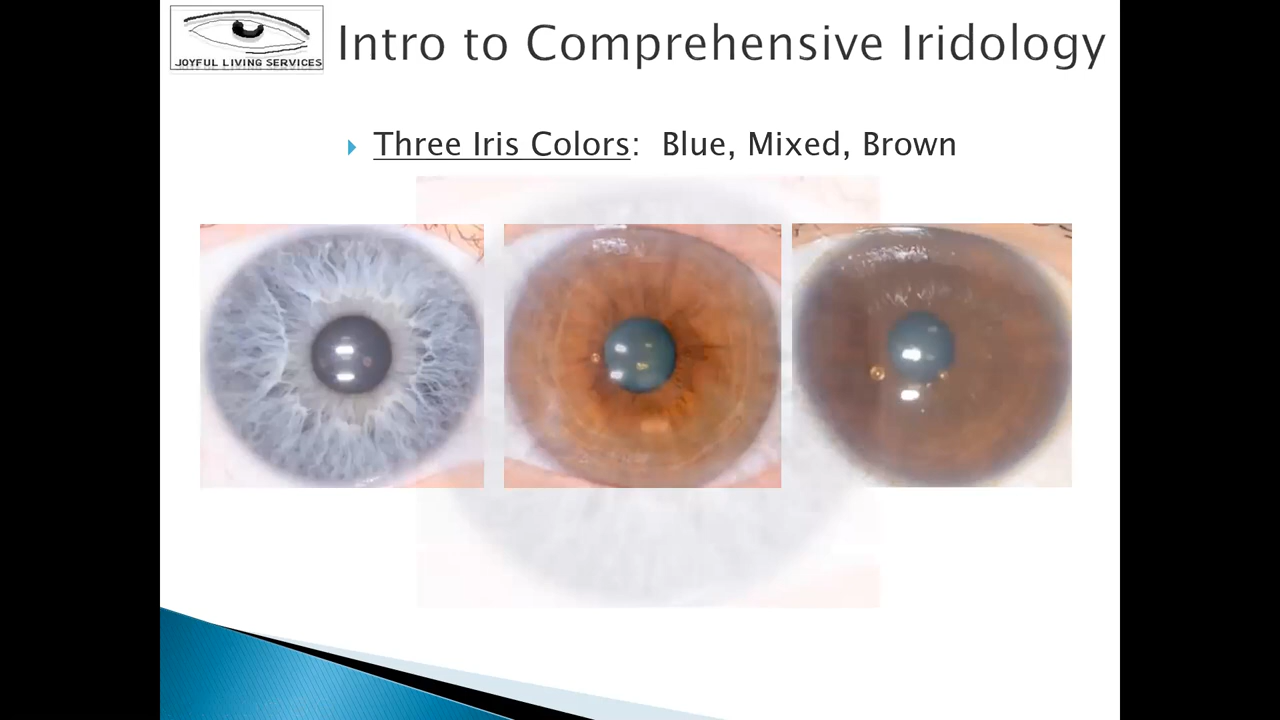 JOYFUL LIVING SERVICES
Intro to Comprehensive Iridology
Three Iris Colors: Blue, Mixed, Brown